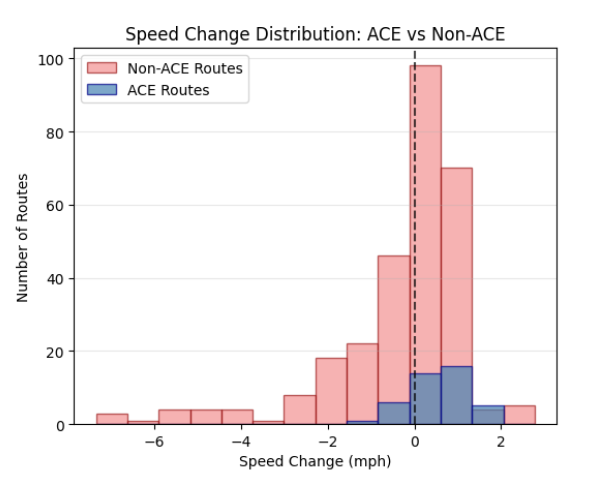 Speed Change Distribution: ACE vs Non-ACE
Non-ACE Routes
ACE Routes
100
80
60
40
20
0
Number of Routes
−6
−4
−2
0
2
Speed Change (mph)